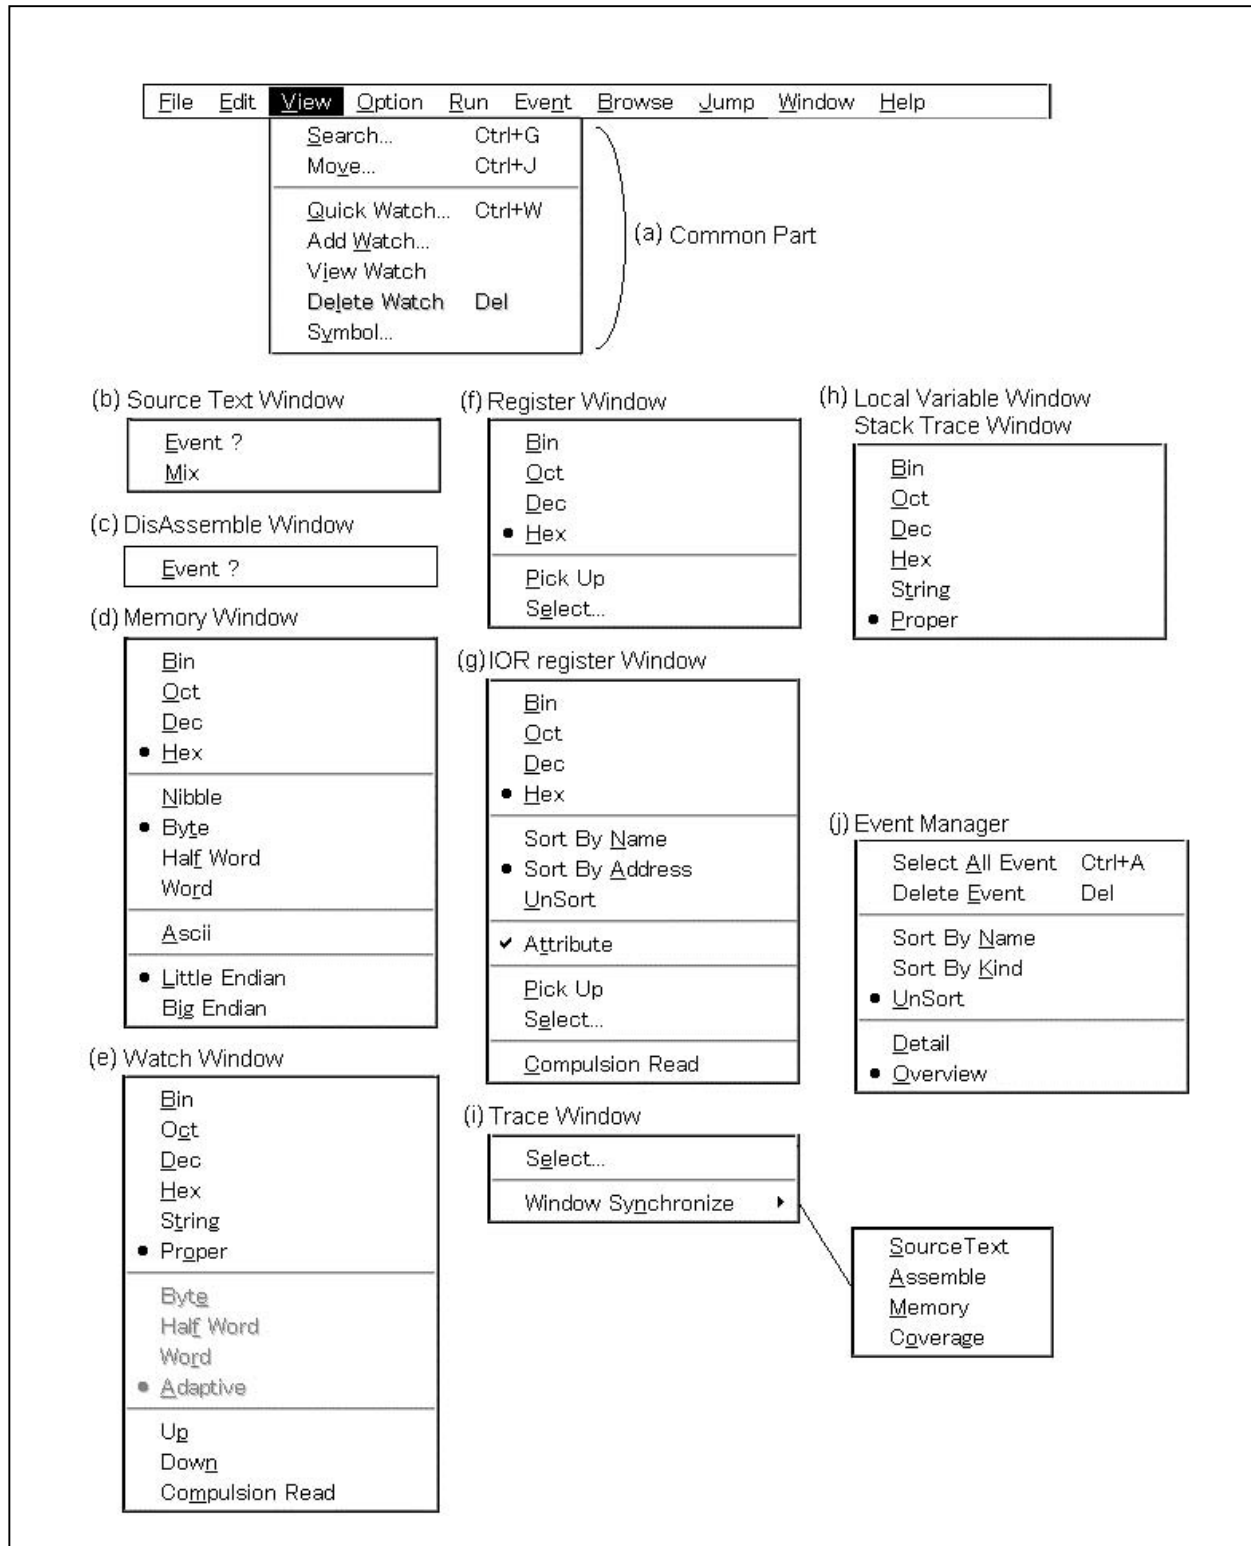 File Edit View Option Run Event Browse Jump Window Help
Search... Ctrl+G
Move... Ctrl+J
Quick Watch... Ctrl+W
Add Watch...
View Watch
Delete Watch Del
Symbol...
(a) Common Part
(b) Source Text Window
Event ?
Mix
(c) DisAssemble Window
Event ?
(d) Memory Window
Bin
Oct
Dec
• Hex
Nibble
• Byte
Half Word
Word
Ascii
• Little Endian
Big Endian
(e) Watch Window
Bin
Oct
Dec
Hex
String
• Proper
Byte
Half Word
Word
• Adaptive
Up
Down
Compulsion Read
(f) Register Window
Bin
Oct
Dec
• Hex
Pick Up
Select...
(g) IOR register Window
Bin
Oct
Dec
• Hex
Sort By Name
• Sort By Address
UnSort
✓ Attribute
Pick Up
Select...
Compulsion Read
(h) Local Variable Window
Stack Trace Window
Bin
Oct
Dec
Hex
String
• Proper
(i) Trace Window
Select...
Window Synchronize ▶
SourceText
Assemble
Memory
Coverage
(j) Event Manager
Select All Event Ctrl+A
Delete Event Del
Sort By Name
Sort By Kind
• UnSort
Detail
• Overview